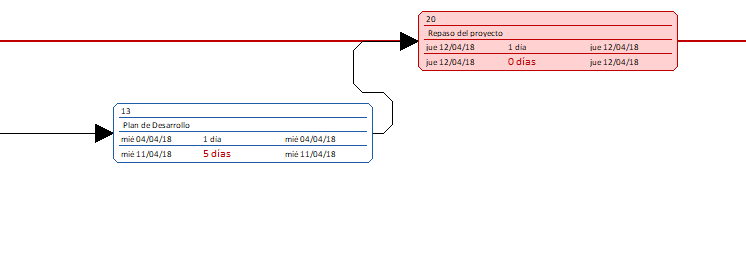 20
Repaso del proyecto
jue 12/04/18 1 día jue 12/04/18
jue 12/04/18 0 días jue 12/04/18
13
Plan de Desarrollo
mié 04/04/18 1 día mié 04/04/18
mié 11/04/18 5 días mié 11/04/18